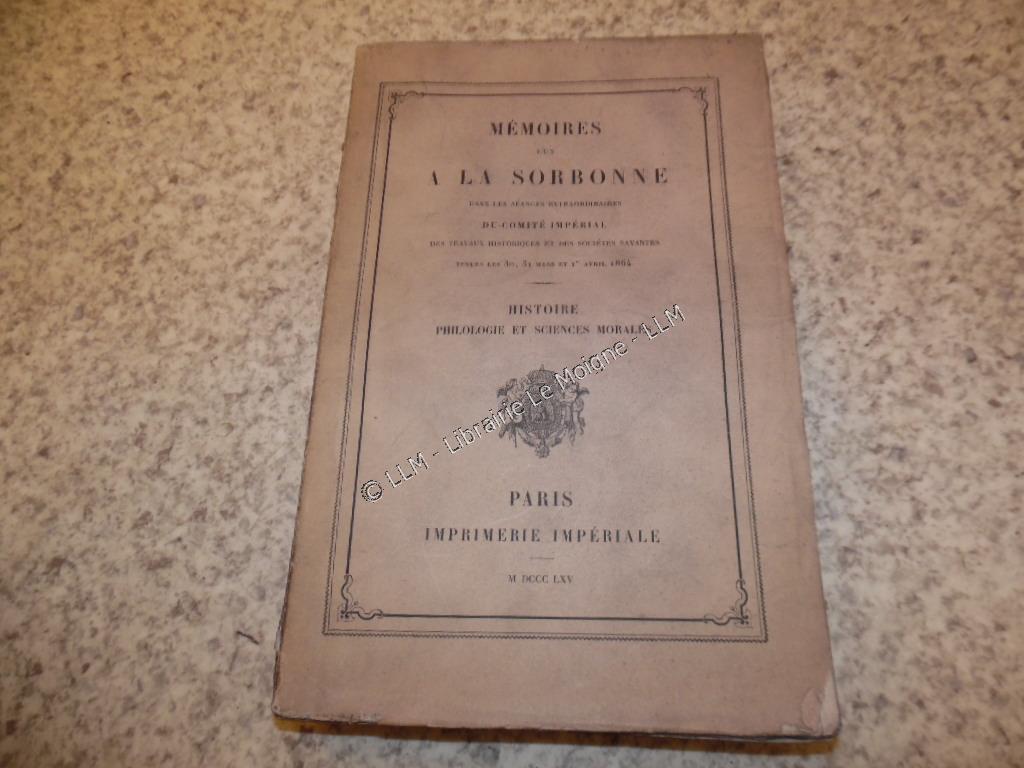 MÉMOIRES
LUS
A LA SORBONNE
DANS LES SÉANCES EXTRAORDINAIRES
DU COMITÉ IMPÉRIAL
DES TRAVAUX HISTORIQUES ET DES SOCIÉTÉS SAVANTES
TENUES LES 30, 31 MARS ET 1er AVRIL 1864
HISTOIRE
PHILOLOGIE ET SCIENCES MORALES
© LLM - Librairie Le Moigne - LLM
PARIS
IMPRIMERIE IMPÉRIALE
M DCCC LXV